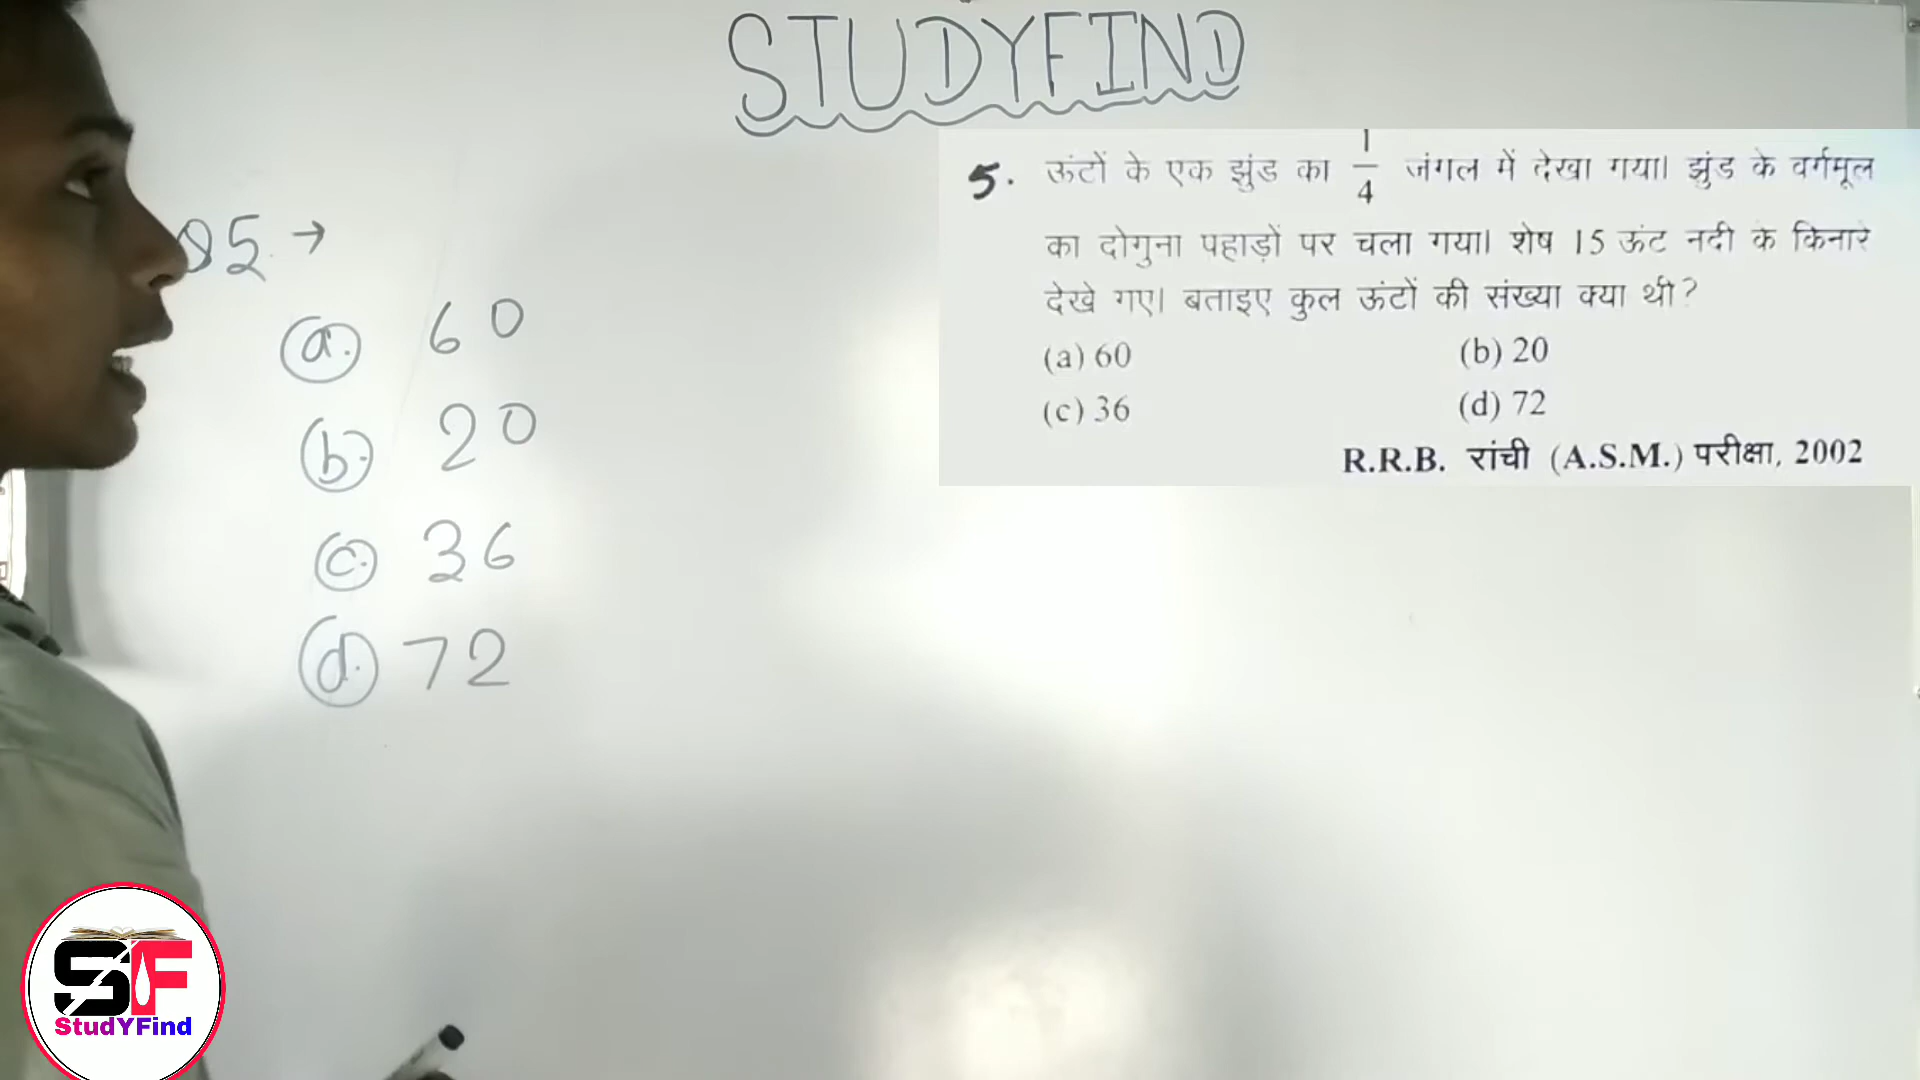 STUDYFIND
5. ऊंटों के एक झुंड का 1/4 जंगल में देखा गया। झुंड के वर्गमूल
का दोगुना पहाड़ों पर चला गया। शेष 15 ऊंट नदी के किनारे
देखे गए। बताइए कुल ऊंटों की संख्या क्या थी?
(a) 60 (b) 20
(c) 36 (d) 72
R.R.B. रांची (A.S.M.) परीक्षा, 2002
Q5. →
(a.) 60
(b.) 20
(c.) 36
(d.) 72
SF
StudYFind